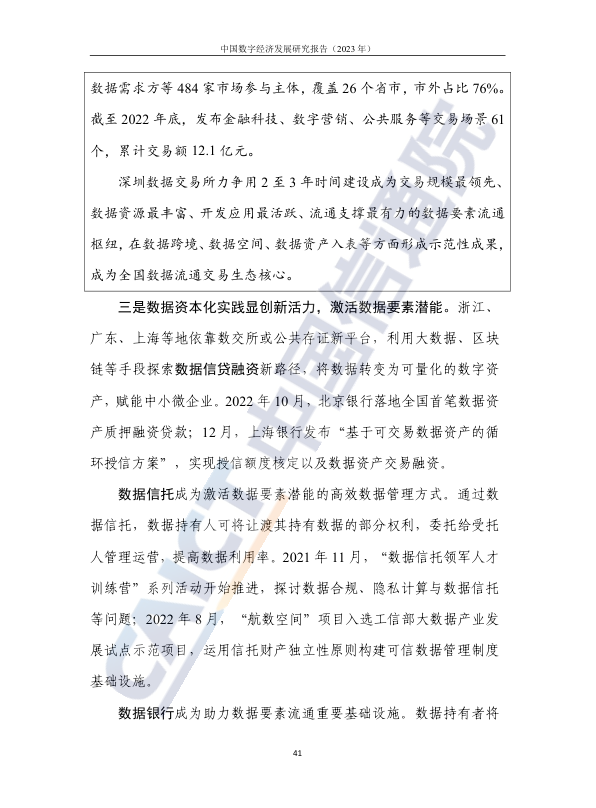 中国数字经济发展研究报告（2023 年）
数据需求方等 484 家市场参与主体，覆盖 26 个省市，市外占比 76%。
截至 2022 年底，发布金融科技、数字营销、公共服务等交易场景 61
个，累计交易额 12.1 亿元。
深圳数据交易所力争用 2 至 3 年时间建设成为交易规模最领先、
数据资源最丰富、开发应用最活跃、流通支撑最有力的数据要素流通
枢纽，在数据跨境、数据空间、数据资产入表等方面形成示范性成果，
成为全国数据流通交易生态核心。
三是数据资本化实践显创新活力，激活数据要素潜能。浙江、
广东、上海等地依靠数交所或公共存证新平台，利用大数据、区块
链等手段探索数据信贷融资新路径，将数据转变为可量化的数字资
产，赋能中小微企业。2022 年 10 月，北京银行落地全国首笔数据资
产质押融资贷款；12 月，上海银行发布“基于可交易数据资产的循
环授信方案”，实现授信额度核定以及数据资产交易融资。
数据信托成为激活数据要素潜能的高效数据管理方式。通过数
据信托，数据持有人可将让渡其持有数据的部分权利，委托给受托
人管理运营，提高数据利用率。2021 年 11 月，“数据信托领军人才
训练营”系列活动开始推进，探讨数据合规、隐私计算与数据信托
等问题；2022 年 8 月，“航数空间”项目入选工信部大数据产业发
展试点示范项目，运用信托财产独立性原则构建可信数据管理制度
基础设施。
数据银行成为助力数据要素流通重要基础设施。数据持有者将
41
CAICT 中国信通院